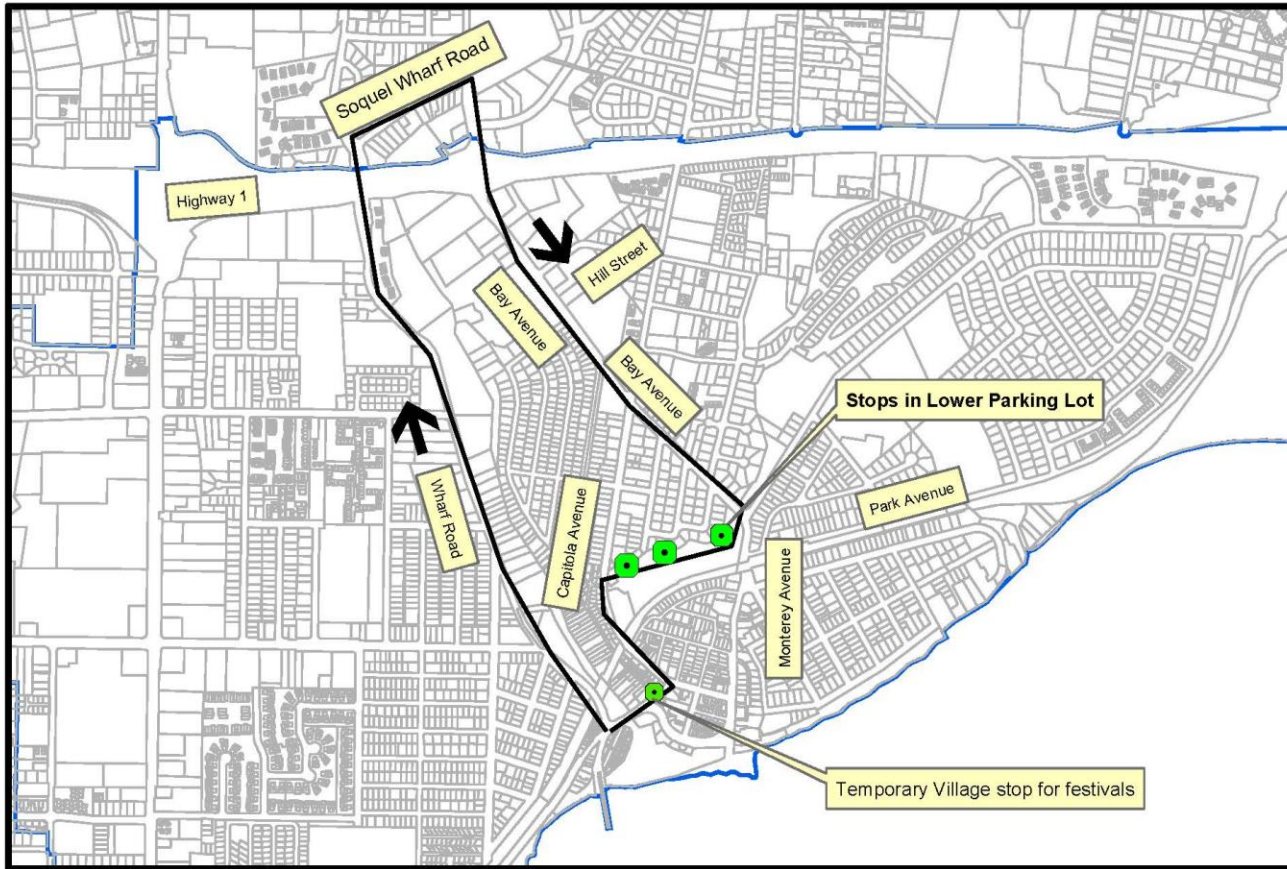 Soquel Wharf Road
Highway 1
Hill Street
Bay Avenue
Bay Avenue
Stops in Lower Parking Lot
Wharf Road
Capitola Avenue
Park Avenue
Monterey Avenue
Temporary Village stop for festivals